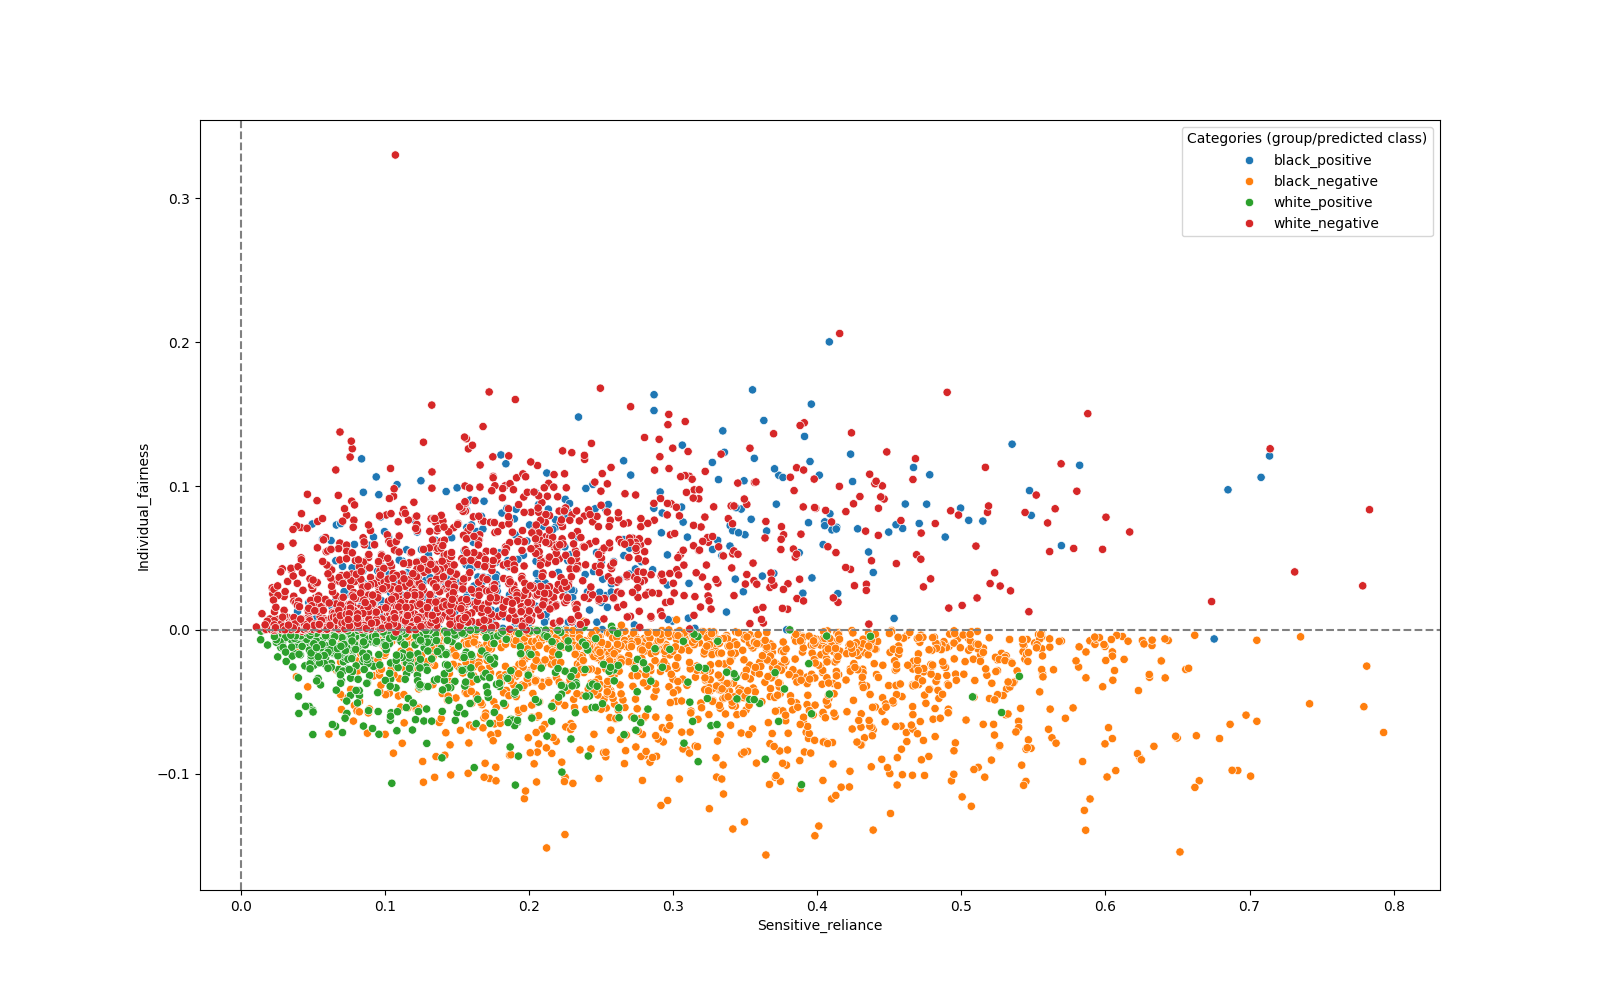 Categories (group/predicted class)
black_positive
black_negative
white_positive
white_negative
0.3
0.2
0.1
0.0
−0.1
Individual_fairness
0.0 0.1 0.2 0.3 0.4 0.5 0.6 0.7 0.8
Sensitive_reliance